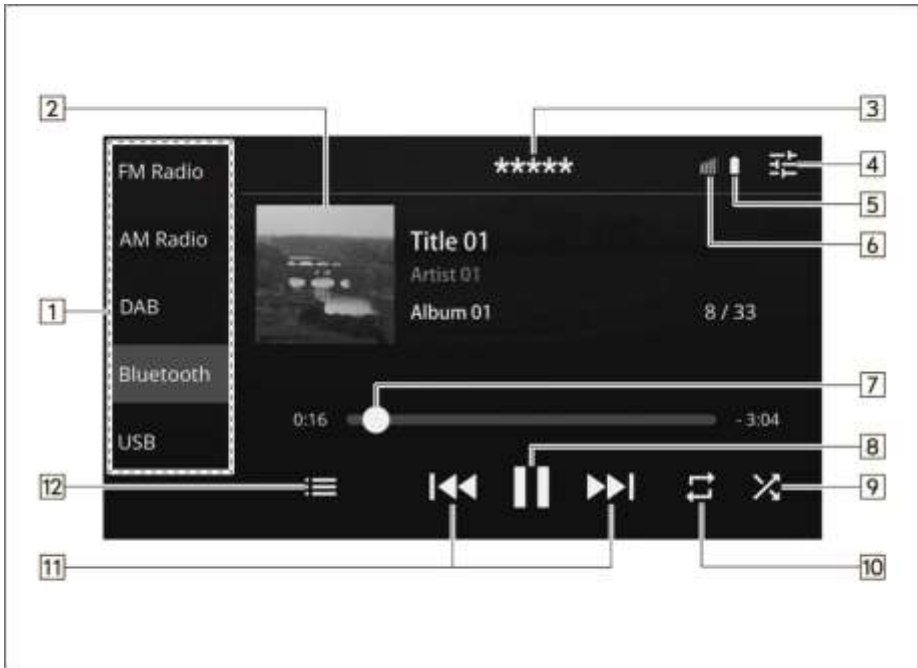 2
3
FM Radio
*****
4
5
6
AM Radio
Title 01
Artist 01
1
DAB
Album 01
8 / 33
Bluetooth
7
0:16
- 3:04
USB
8
12
9
11
10